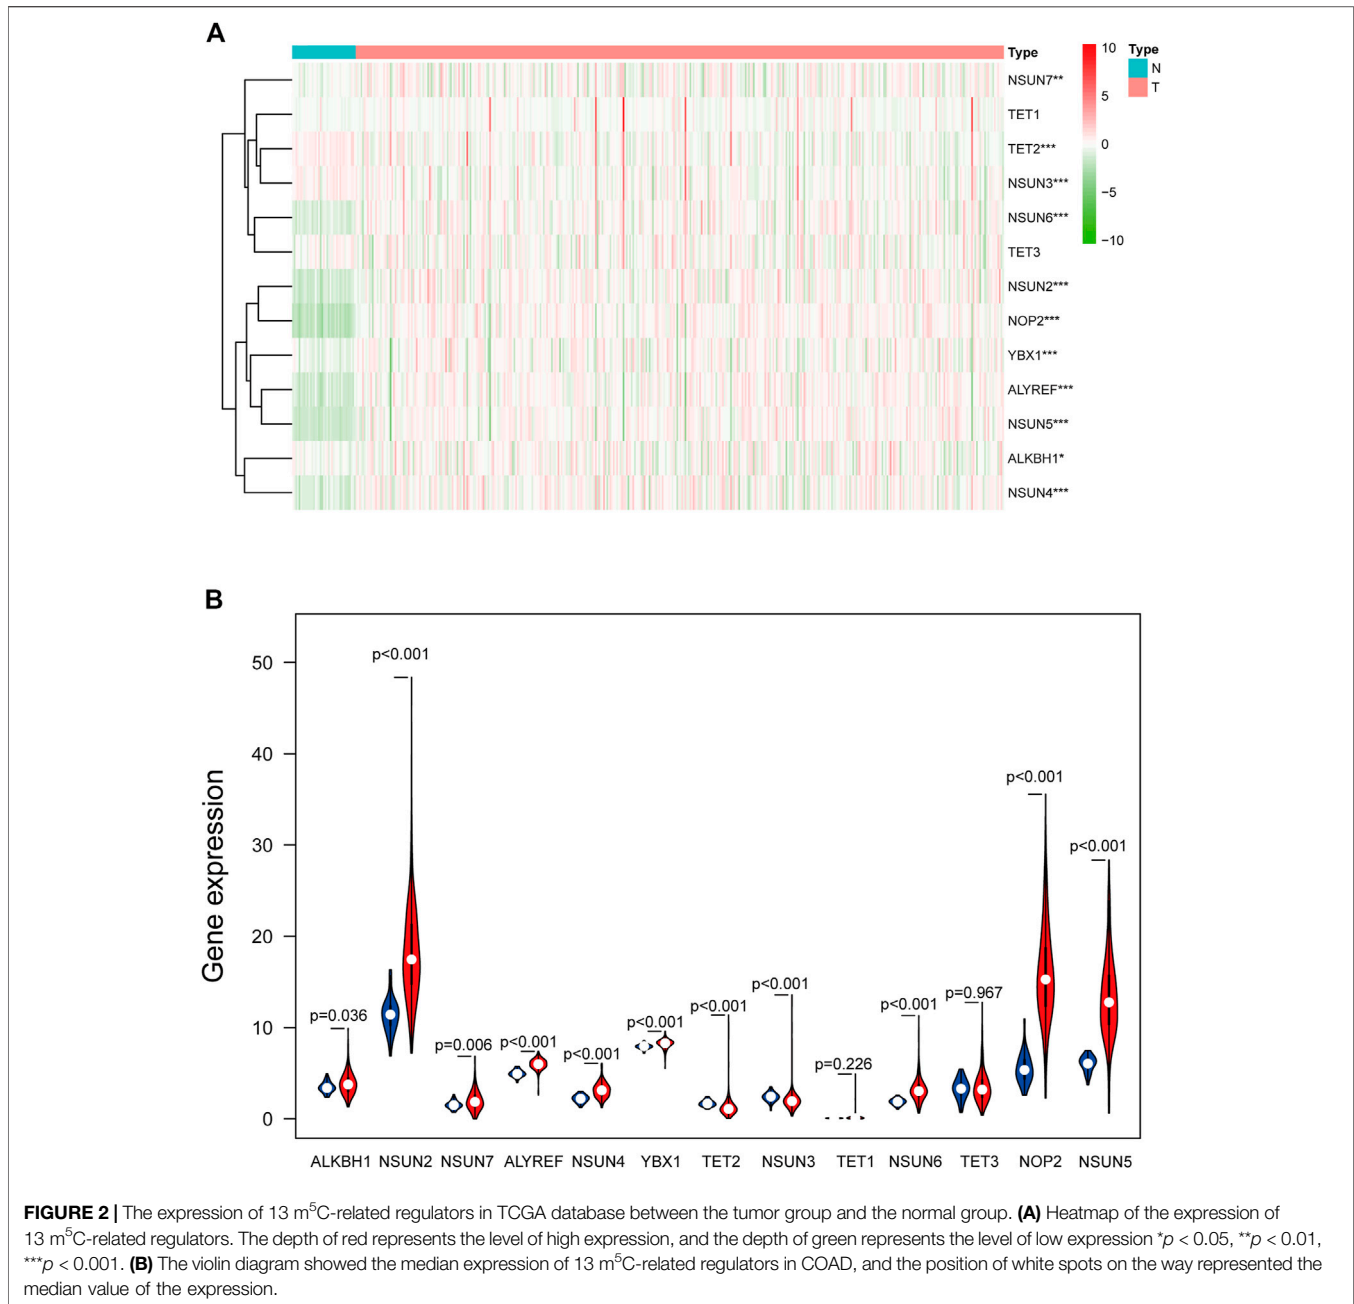 A
Type
NSUN7**
TET1
TET2***
NSUN3***
NSUN6***
TET3
NSUN2***
NOP2***
YBX1***
ALYREF***
NSUN5***
ALKBH1*
NSUN4***
10
5
0
−5
−10
Type
N
T
B
Gene expression
50
40
30
20
10
0
p=0.036
p<0.001
p=0.006
p<0.001
p<0.001
p<0.001
p<0.001
p<0.001
p=0.226
p<0.001
p=0.967
p<0.001
p<0.001
ALKBH1 NSUN2 NSUN7 ALYREF NSUN4 YBX1 TET2 NSUN3 TET1 NSUN6 TET3 NOP2 NSUN5
FIGURE 2 | The expression of 13 m⁵C-related regulators in TCGA database between the tumor group and the normal group. (A) Heatmap of the expression of
13 m⁵C-related regulators. The depth of red represents the level of high expression, and the depth of green represents the level of low expression *p < 0.05, **p < 0.01,
***p < 0.001. (B) The violin diagram showed the median expression of 13 m⁵C-related regulators in COAD, and the position of white spots on the way represented the
median value of the expression.